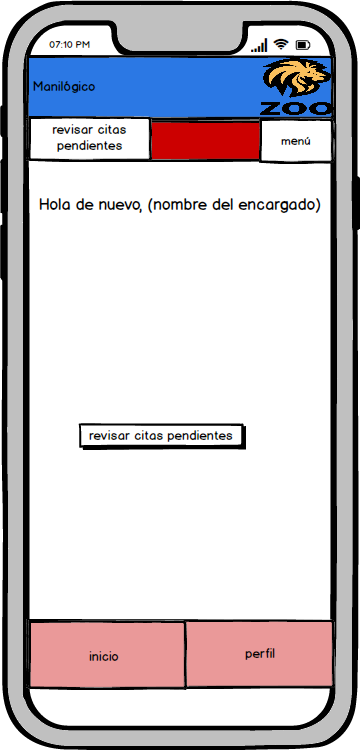 07:10 PM
Manilógico
ZOO
revisar citas
pendientes
menú
Hola de nuevo, (nombre del encargado)
revisar citas pendientes
inicio
perfil